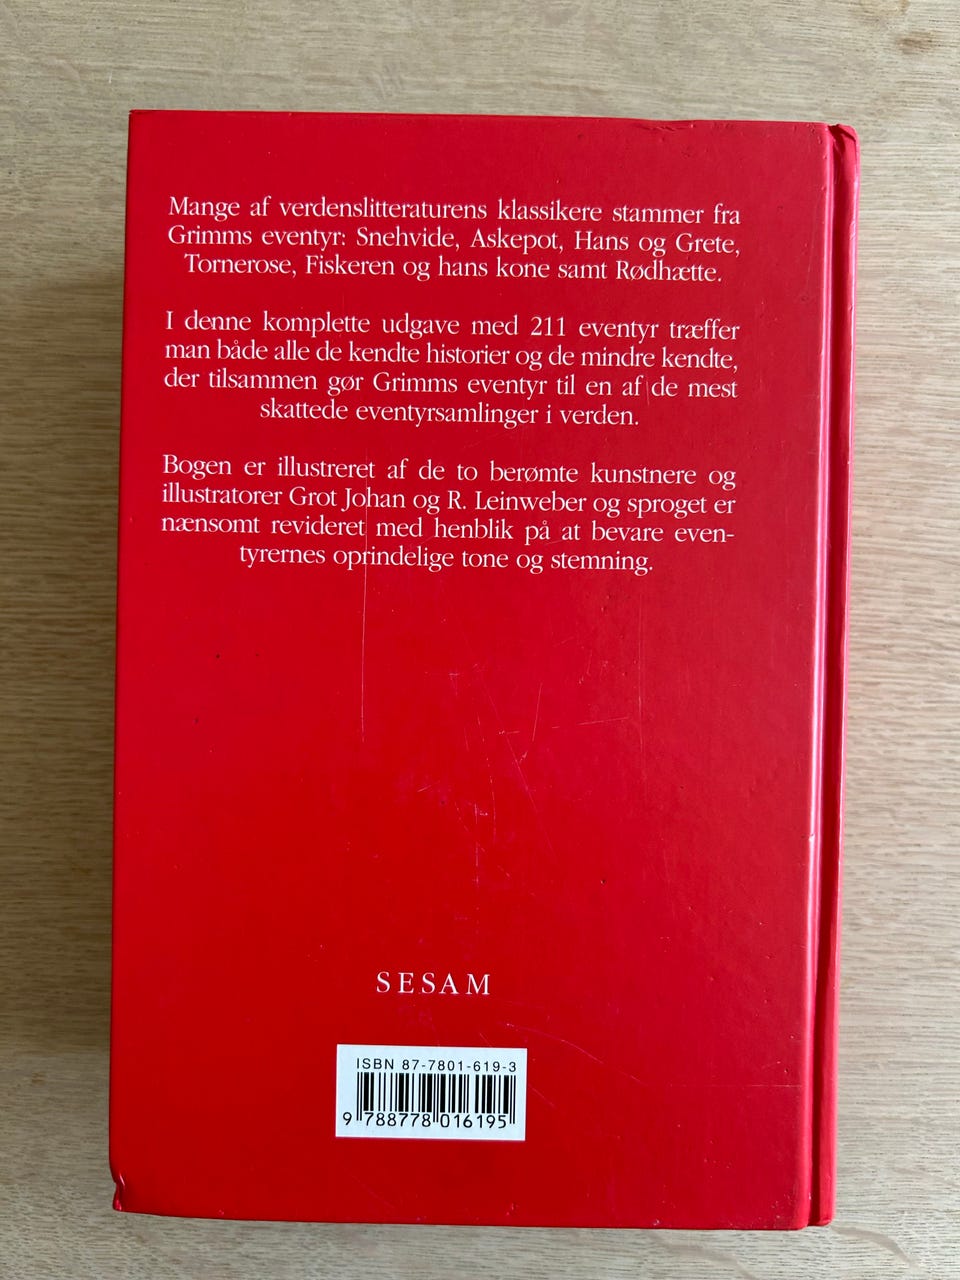 Mange af verdenslitteraturens klassikere stammer fra
Grimms eventyr: Snehvide, Askepot, Hans og Grete,
Tornerose, Fiskeren og hans kone samt Rødhætte.
I denne komplette udgave med 211 eventyr træffer
man både alle de kendte historier og de mindre kendte,
der tilsammen gør Grimms eventyr til en af de mest
skattede eventyrsamlinger i verden.
Bogen er illustreret af de to berømte kunstnere og
illustratorer Grot Johan og R. Leinweber og sproget er
nænsomt revideret med henblik på at bevare even-
tyrernes oprindelige tone og stemning.
SESAM
ISBN 87-7801-619-3
9 788778 016195